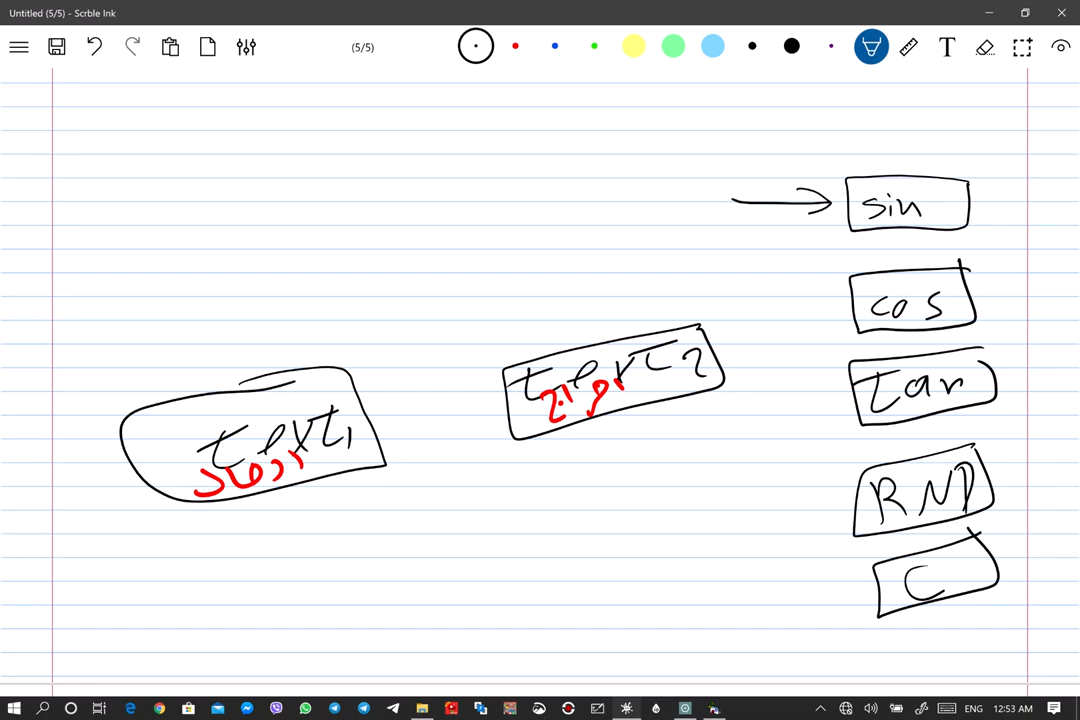 Untitled (5/5) - Scrble Ink
(5/5)
T
sin
cos
text2
tan
text1
RND
C
ENG 12:53 AM